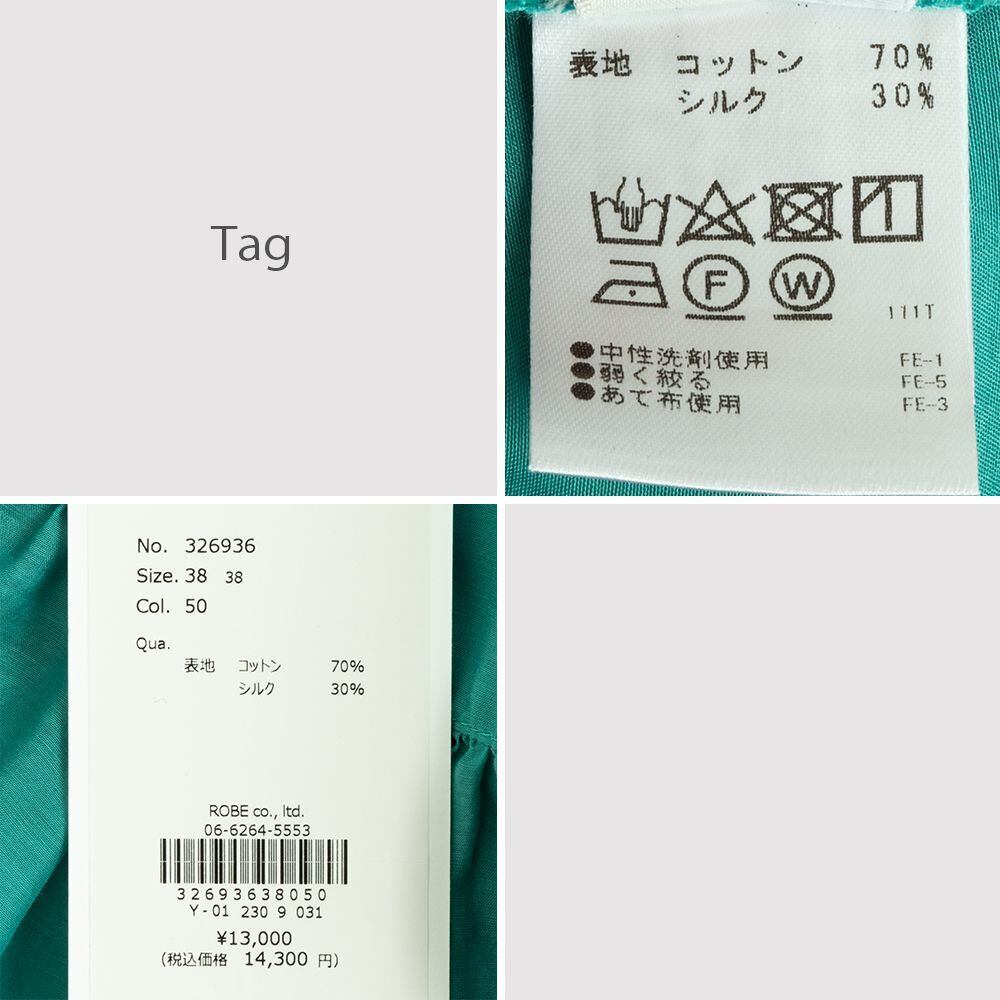 Tag
表地 コットン 70%
シルク 30%
F W
111T
●中性洗剤使用 FE-1
●弱く絞る FE-5
●あて布使用 FE-3
No. 326936
Size. 38 38
Col. 50
Qua.
表地 コットン 70%
シルク 30%
ROBE co., ltd.
06-6264-5553
32693638050
Y-01 230 9 031
¥13,000
(税込価格 14,300 円)